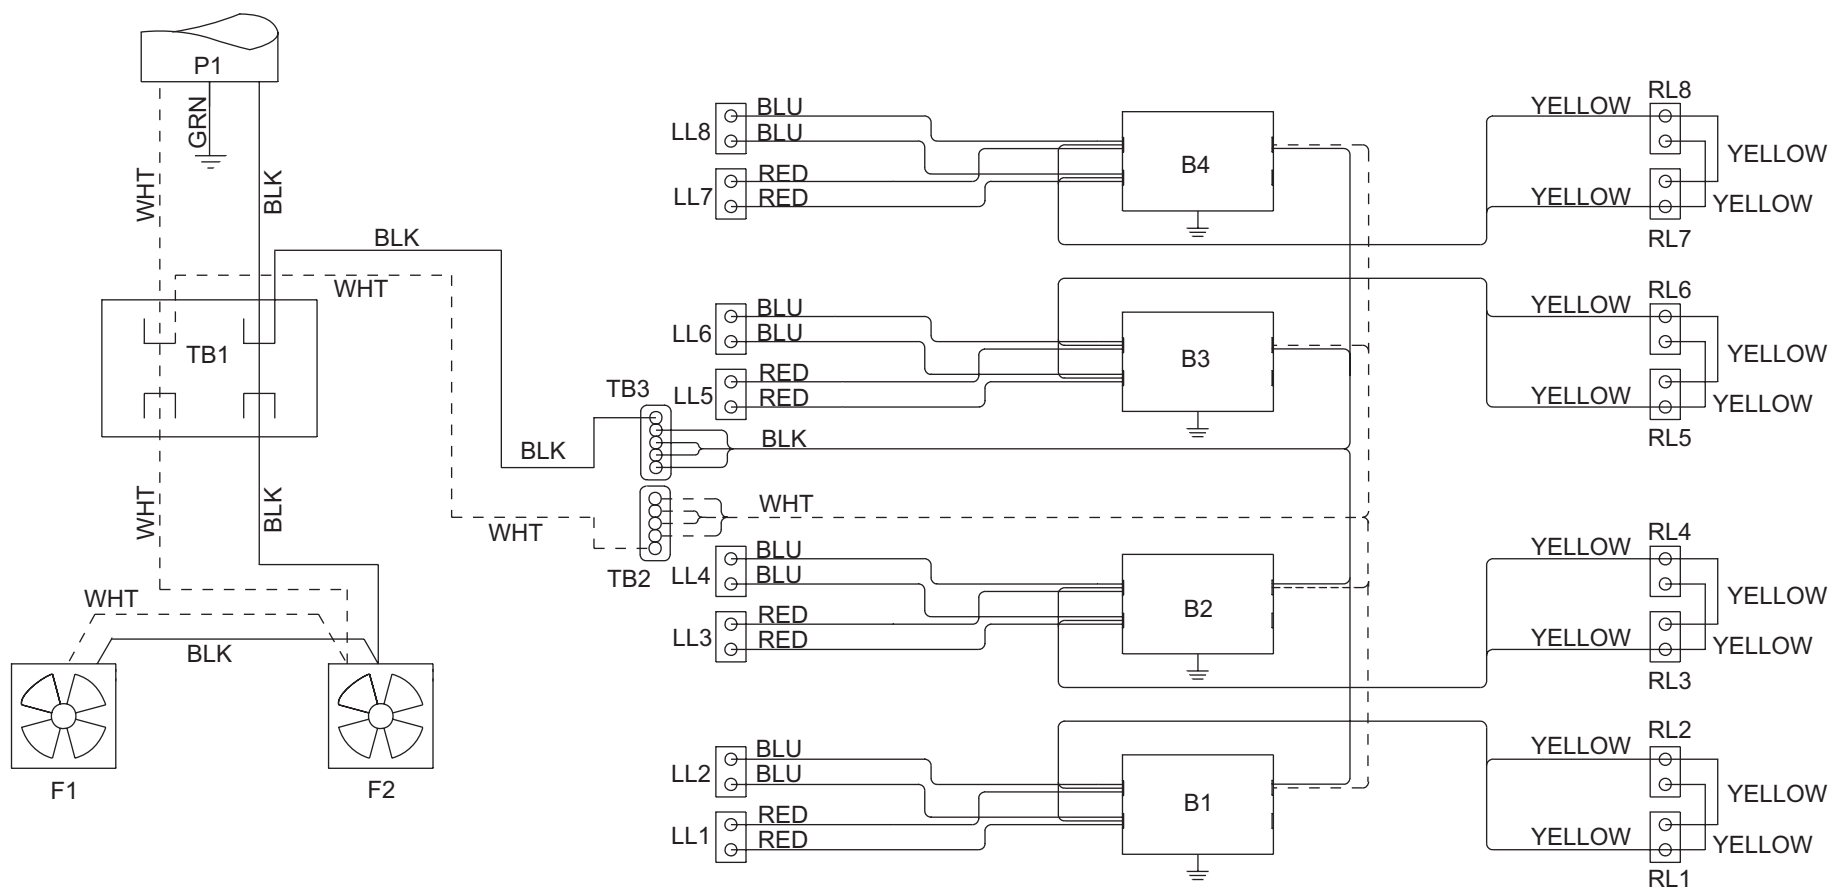 P1
GRN
WHT
BLK
BLK
WHT
TB1
WHT
BLK
WHT
BLK
F1
F2
BLK
WHT
TB3
TB2
BLK
WHT
LL8
BLU
BLU
LL7
RED
RED
B4
YELLOW
RL8
YELLOW
YELLOW
YELLOW
RL7
LL6
BLU
BLU
LL5
RED
RED
B3
YELLOW
RL6
YELLOW
YELLOW
YELLOW
RL5
LL4
BLU
BLU
LL3
RED
RED
B2
YELLOW
RL4
YELLOW
YELLOW
YELLOW
RL3
LL2
BLU
BLU
LL1
RED
RED
B1
YELLOW
RL2
YELLOW
YELLOW
YELLOW
RL1